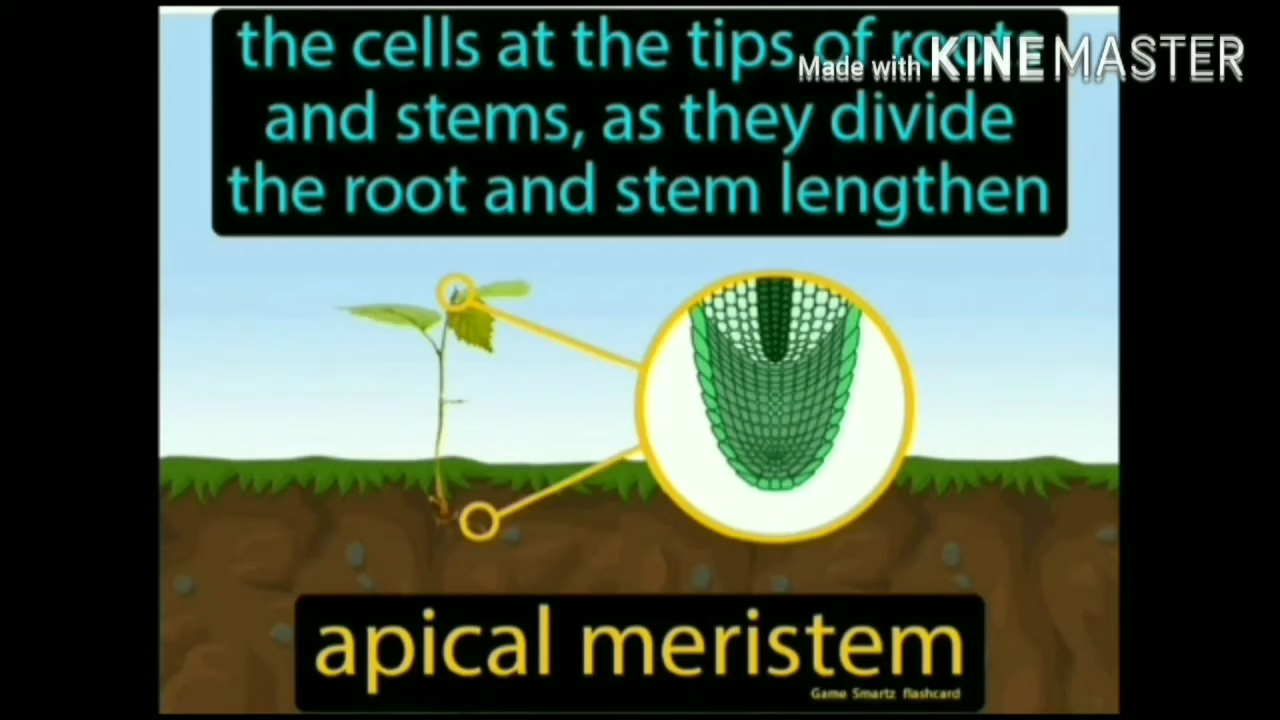 the cells at the tips of roots
Made with KINEMASTER
and stems, as they divide
the root and stem lengthen
apical meristem
Game Smartz flashcard